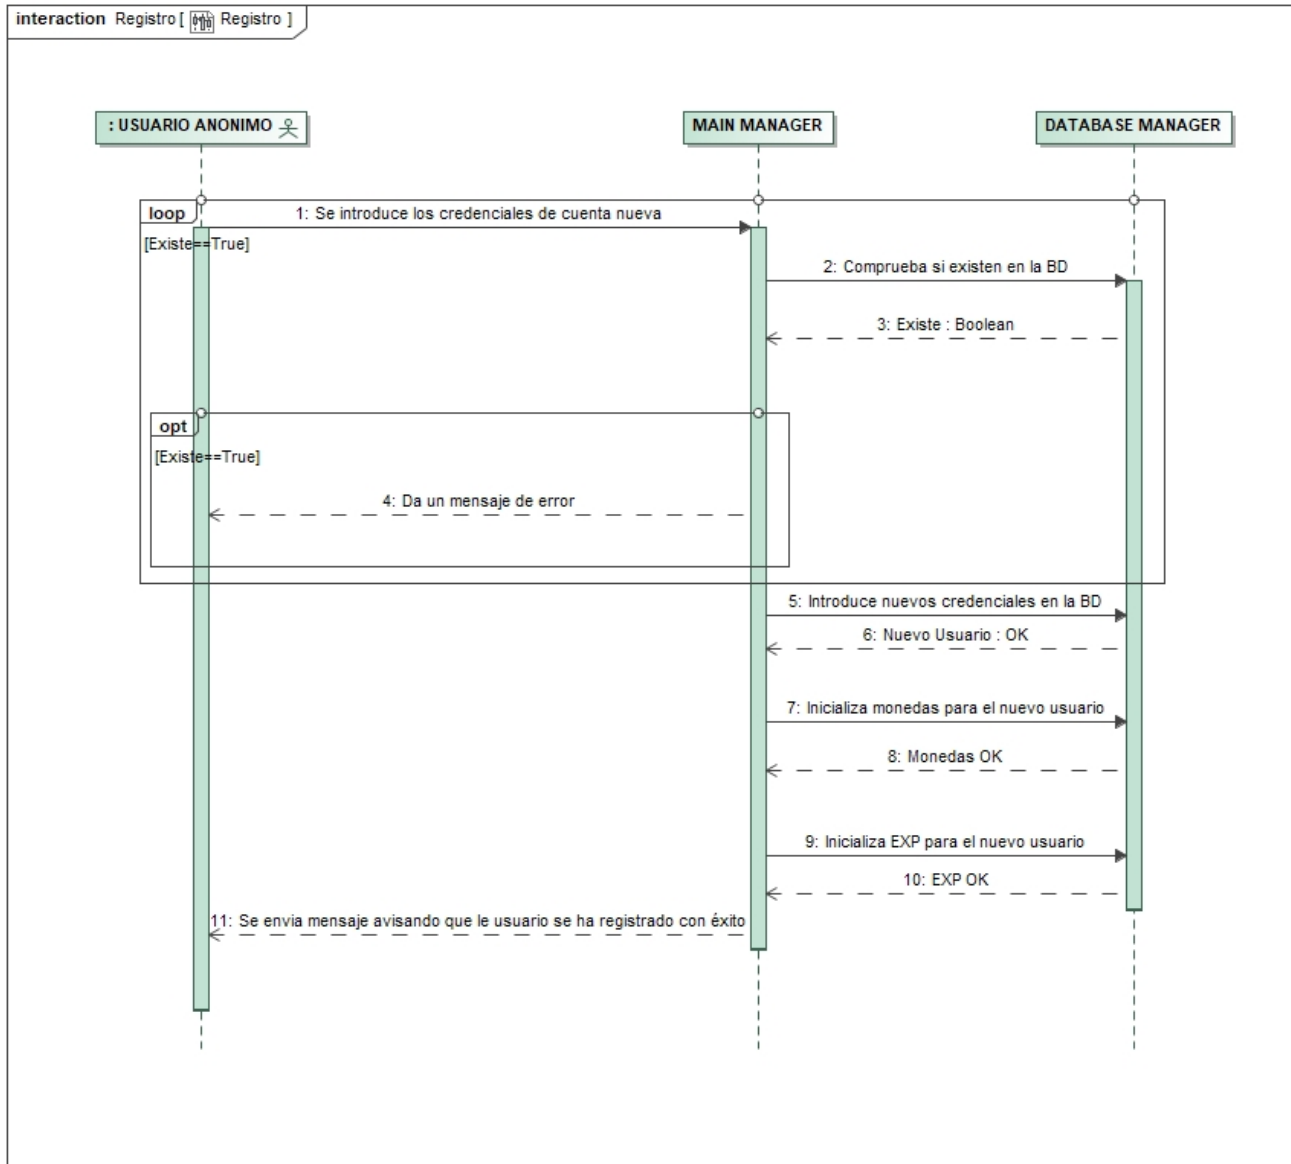 interaction Registro [ Registro ]
: USUARIO ANONIMO
MAIN MANAGER
DATABASE MANAGER
loop
1: Se introduce los credenciales de cuenta nueva
[Existe==True]
2: Comprueba si existen en la BD
3: Existe : Boolean
opt
[Existe==True]
4: Da un mensaje de error
5: Introduce nuevos credenciales en la BD
6: Nuevo Usuario : OK
7: Inicializa monedas para el nuevo usuario
8: Monedas OK
9: Inicializa EXP para el nuevo usuario
10: EXP OK
11: Se envia mensaje avisando que le usuario se ha registrado con éxito